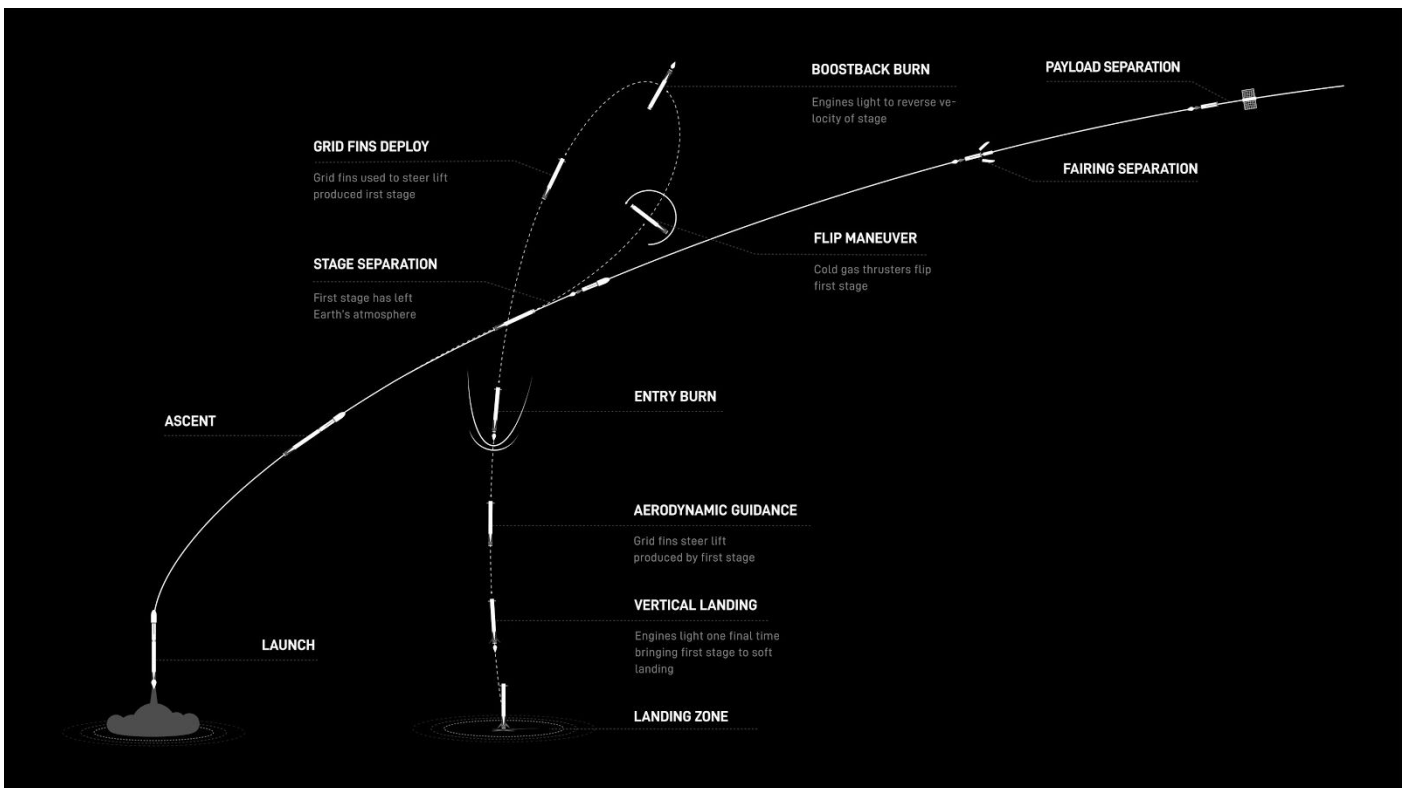 BOOSTBACK BURN
Engines light to reverse ve-
locity of stage
PAYLOAD SEPARATION
GRID FINS DEPLOY
Grid fins used to steer lift
produced irst stage
FAIRING SEPARATION
FLIP MANEUVER
Cold gas thrusters flip
first stage
STAGE SEPARATION
First stage has left
Earth's atmosphere
ENTRY BURN
ASCENT
AERODYNAMIC GUIDANCE
Grid fins steer lift
produced by first stage
VERTICAL LANDING
Engines light one final time
bringing first stage to soft
landing
LAUNCH
LANDING ZONE